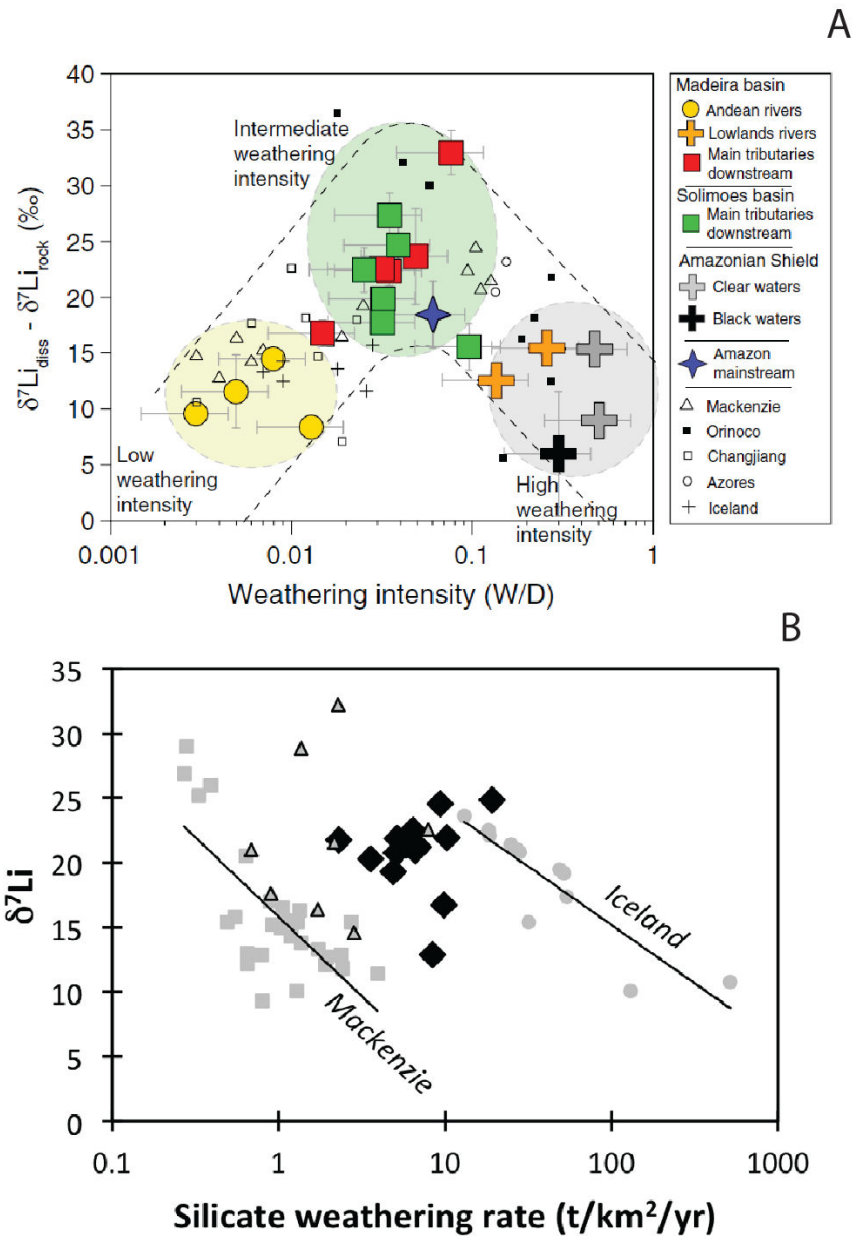 A
40
35
30
25
20
15
10
5
0
δ⁷Li_diss - δ⁷Li_rock (‰)
Intermediate
weathering
intensity
Low
weathering
intensity
High
weathering
intensity
0.001
0.01
0.1
1
Weathering intensity (W/D)
Madeira basin
Andean rivers
Lowlands rivers
Main tributaries
downstream
Solimoes basin
Main tributaries
downstream
Amazonian Shield
Clear waters
Black waters
Amazon
mainstream
Mackenzie
Orinoco
Changjiang
Azores
Iceland
B
35
30
25
20
15
10
5
0
δ⁷Li
Mackenzie
Iceland
0.1
1
10
100
1000
Silicate weathering rate (t/km²/yr)